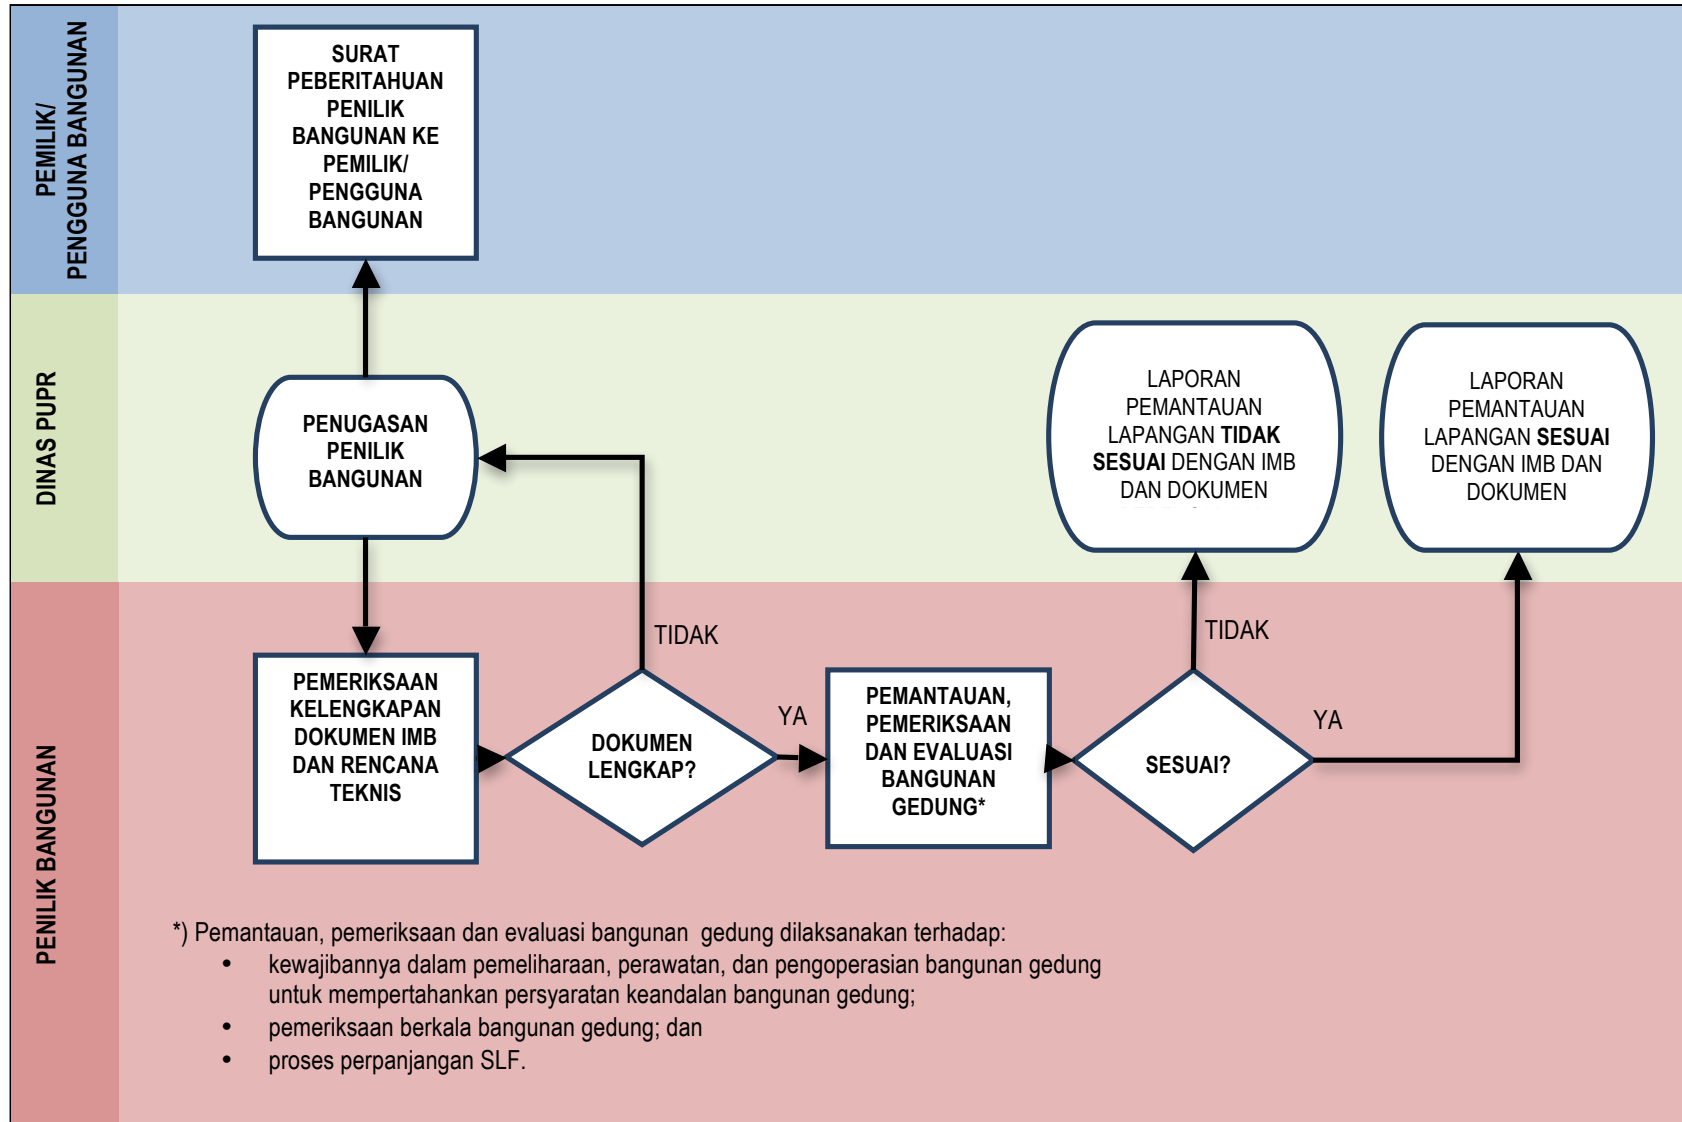 PEMILIK/
PENGGUNA BANGUNAN
SURAT
PEBERITAHUAN
PENILIK
BANGUNAN KE
PEMILIK/
PENGGUNA
BANGUNAN
DINAS PUPR
PENUGASAN
PENILIK
BANGUNAN
LAPORAN
PEMANTAUAN
LAPANGAN TIDAK
SESUAI DENGAN IMB
DAN DOKUMEN
LAPORAN
PEMANTAUAN
LAPANGAN SESUAI
DENGAN IMB DAN
DOKUMEN
PENILIK BANGUNAN
PEMERIKSAAN
KELENGKAPAN
DOKUMEN IMB
DAN RENCANA
TEKNIS
TIDAK
DOKUMEN
LENGKAP?
YA
PEMANTAUAN,
PEMERIKSAAN
DAN EVALUASI
BANGUNAN
GEDUNG*
TIDAK
SESUAI?
YA
*) Pemantauan, pemeriksaan dan evaluasi bangunan gedung dilaksanakan terhadap:
• kewajibannya dalam pemeliharaan, perawatan, dan pengoperasian bangunan gedung
untuk mempertahankan persyaratan keandalan bangunan gedung;
• pemeriksaan berkala bangunan gedung; dan
• proses perpanjangan SLF.